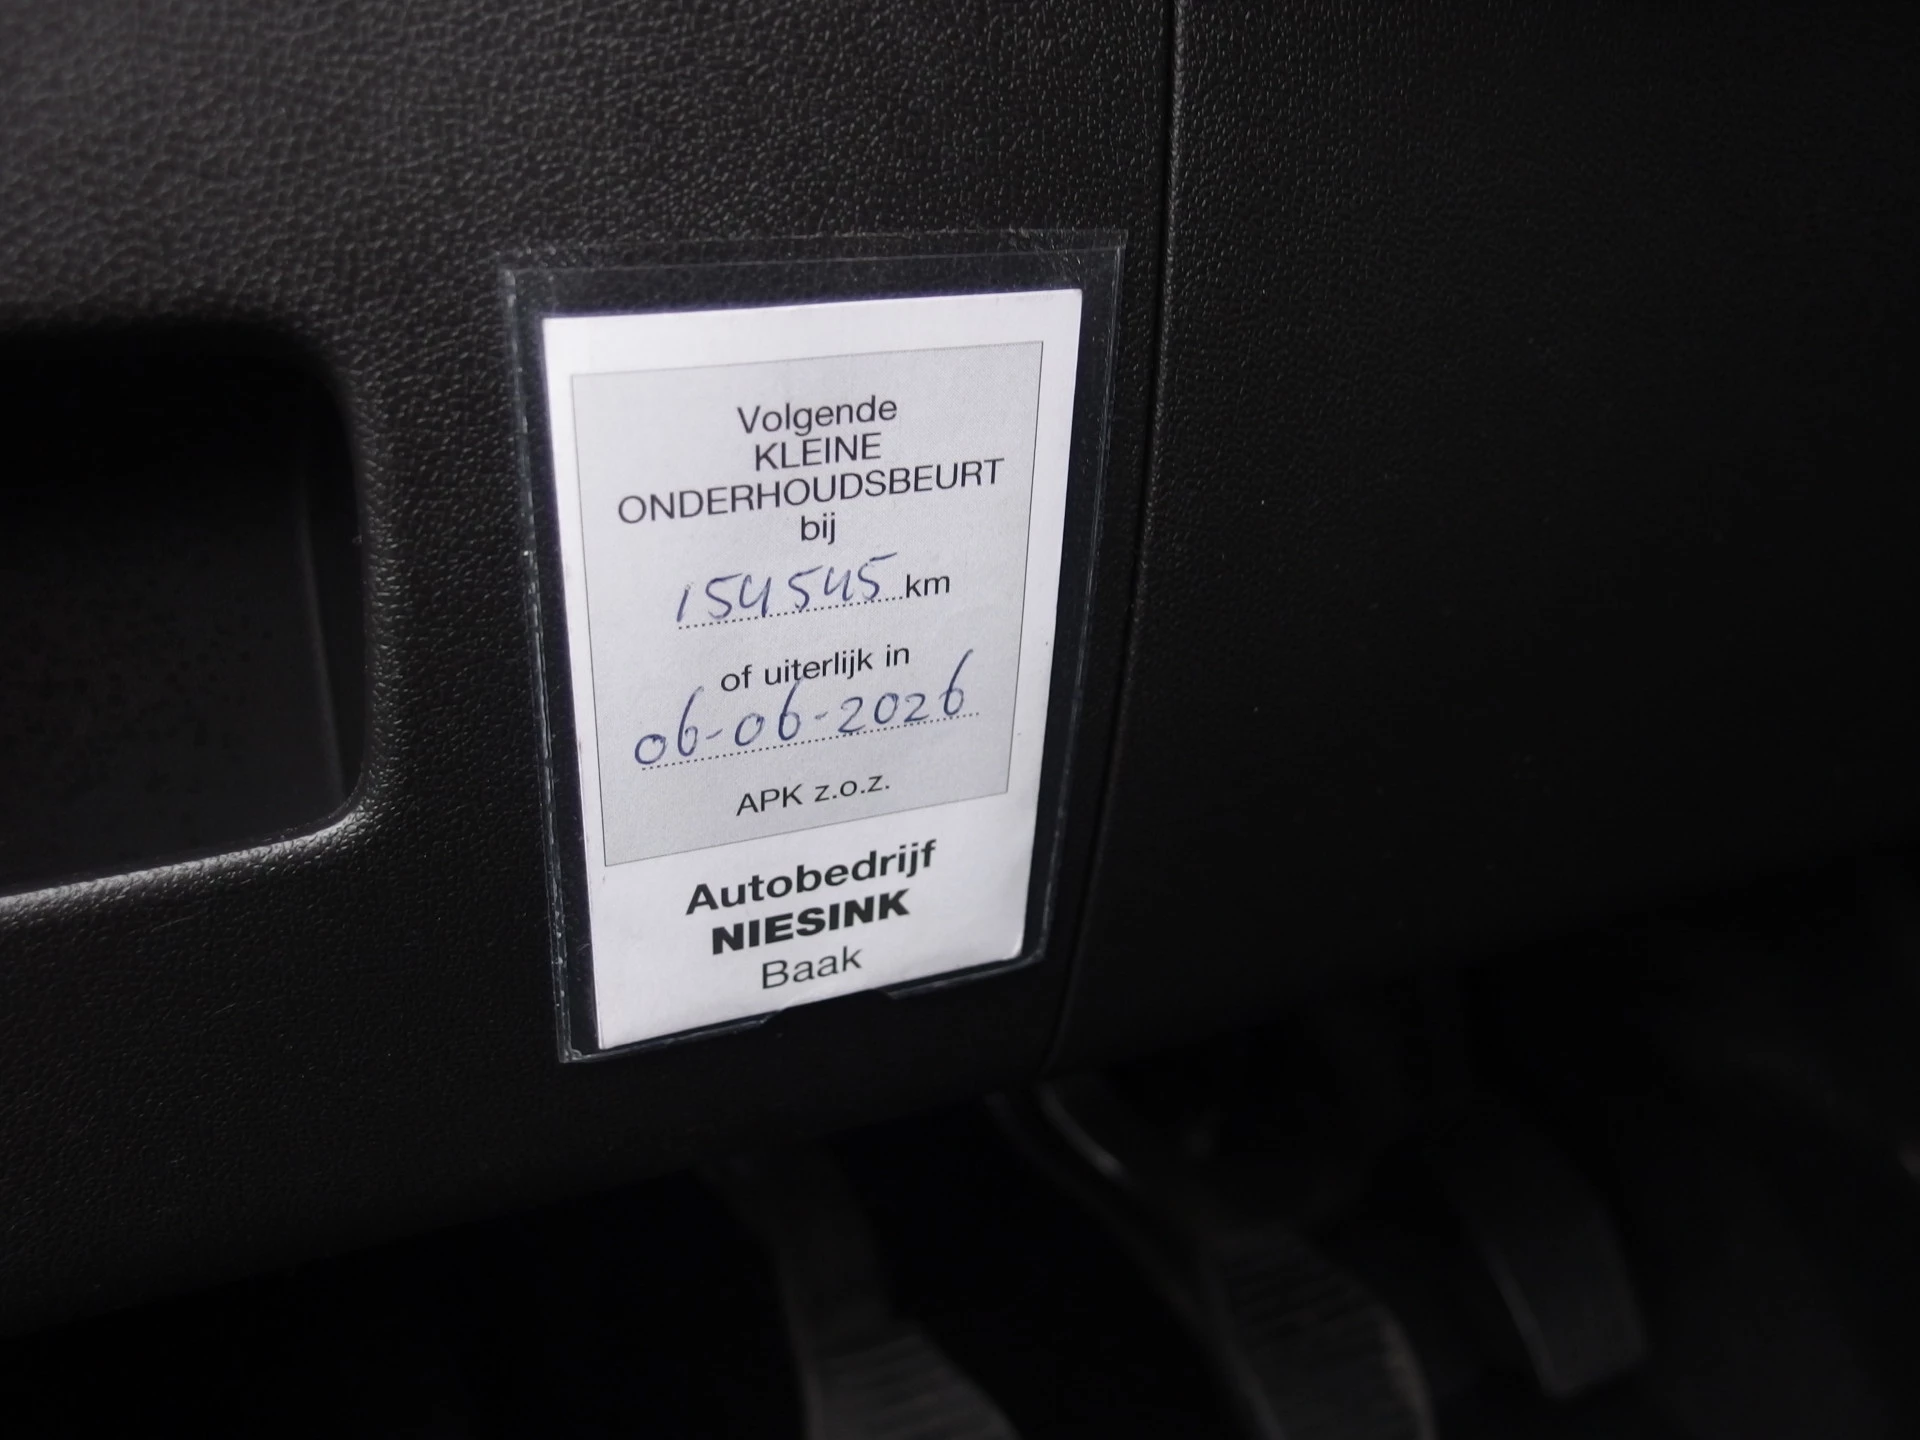 Volgende
KLEINE
ONDERHOUDSBEURT
bij
154545 km
of uiterlijk in
06-06-2026
APK z.o.z.
Autobedrijf
NIESINK
Baak